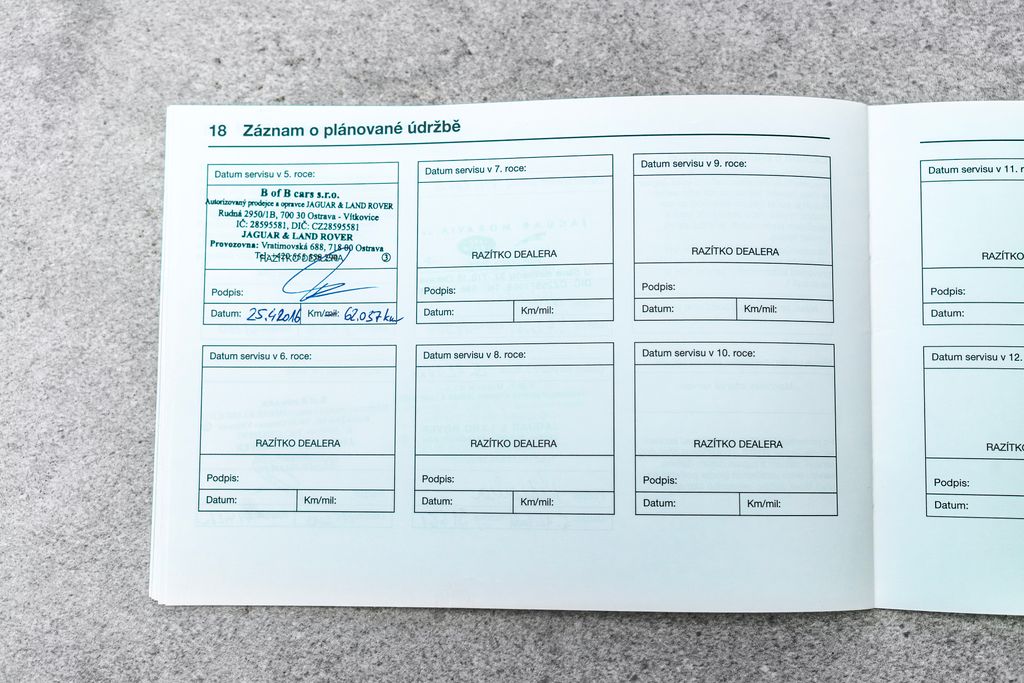 18 Záznam o plánované údržbě
Datum servisu v 5. roce:
B of B cars s.r.o.
Autorizovaný prodejce a opravce JAGUAR & LAND ROVER
Rudná 2950/1B, 700 30 Ostrava - Vítkovice
IČ: 28595581, DIČ: CZ28595581
JAGUAR & LAND ROVER
Provozovna: Vratimovská 688, 718 00 Ostrava
3
Podpis:
Datum: 25.4.2016 Km/mil: 62.037 km
Datum servisu v 7. roce:
RAZÍTKO DEALERA
Podpis:
Datum: Km/mil:
Datum servisu v 9. roce:
RAZÍTKO DEALERA
Podpis:
Datum: Km/mil:
Datum servisu v 6. roce:
RAZÍTKO DEALERA
Podpis:
Datum: Km/mil:
Datum servisu v 8. roce:
RAZÍTKO DEALERA
Podpis:
Datum: Km/mil:
Datum servisu v 10. roce:
RAZÍTKO DEALERA
Podpis:
Datum: Km/mil:
Datum servisu v 11. r
RAZÍTK
Podpis:
Datum:
Datum servisu v 12.
RAZÍTK
Podpis:
Datum: